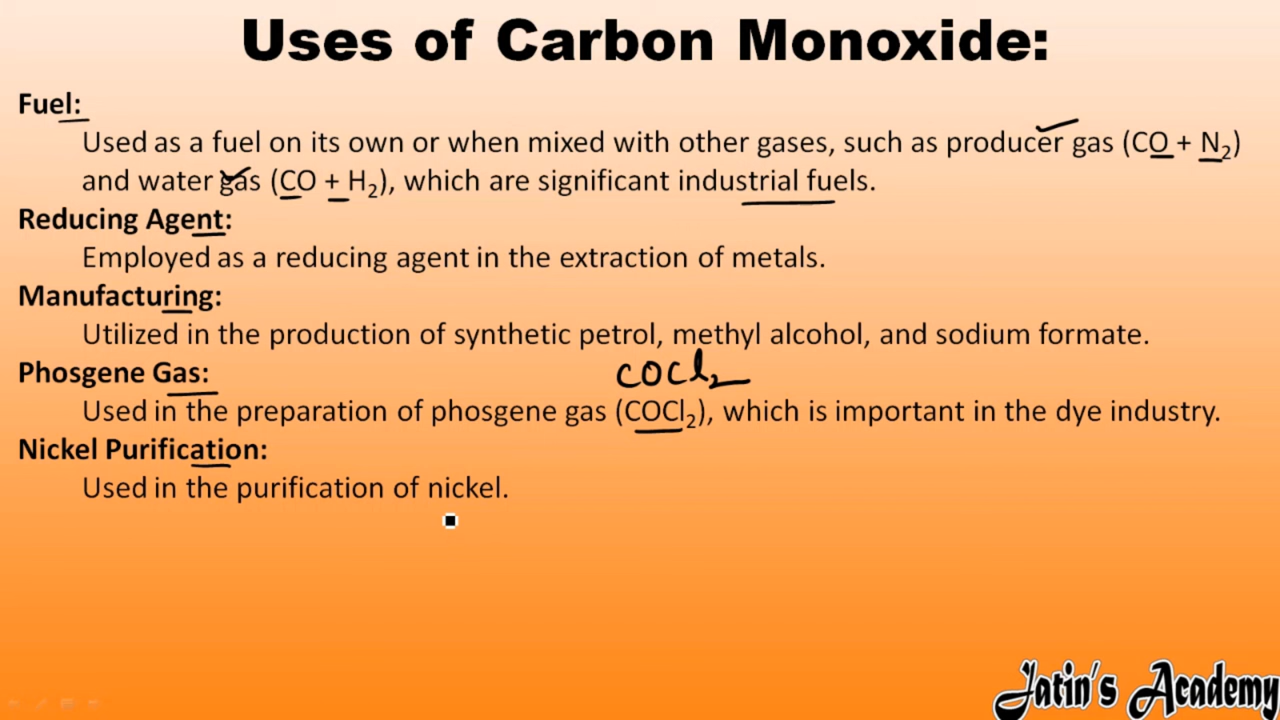 Uses of Carbon Monoxide:
Fuel:
Used as a fuel on its own or when mixed with other gases, such as producer gas (CO + N₂)
and water gas (CO + H₂), which are significant industrial fuels.
Reducing Agent:
Employed as a reducing agent in the extraction of metals.
Manufacturing:
Utilized in the production of synthetic petrol, methyl alcohol, and sodium formate.
Phosgene Gas:
COCl₂
Used in the preparation of phosgene gas (COCl₂), which is important in the dye industry.
Nickel Purification:
Used in the purification of nickel.
Jatin's Academy